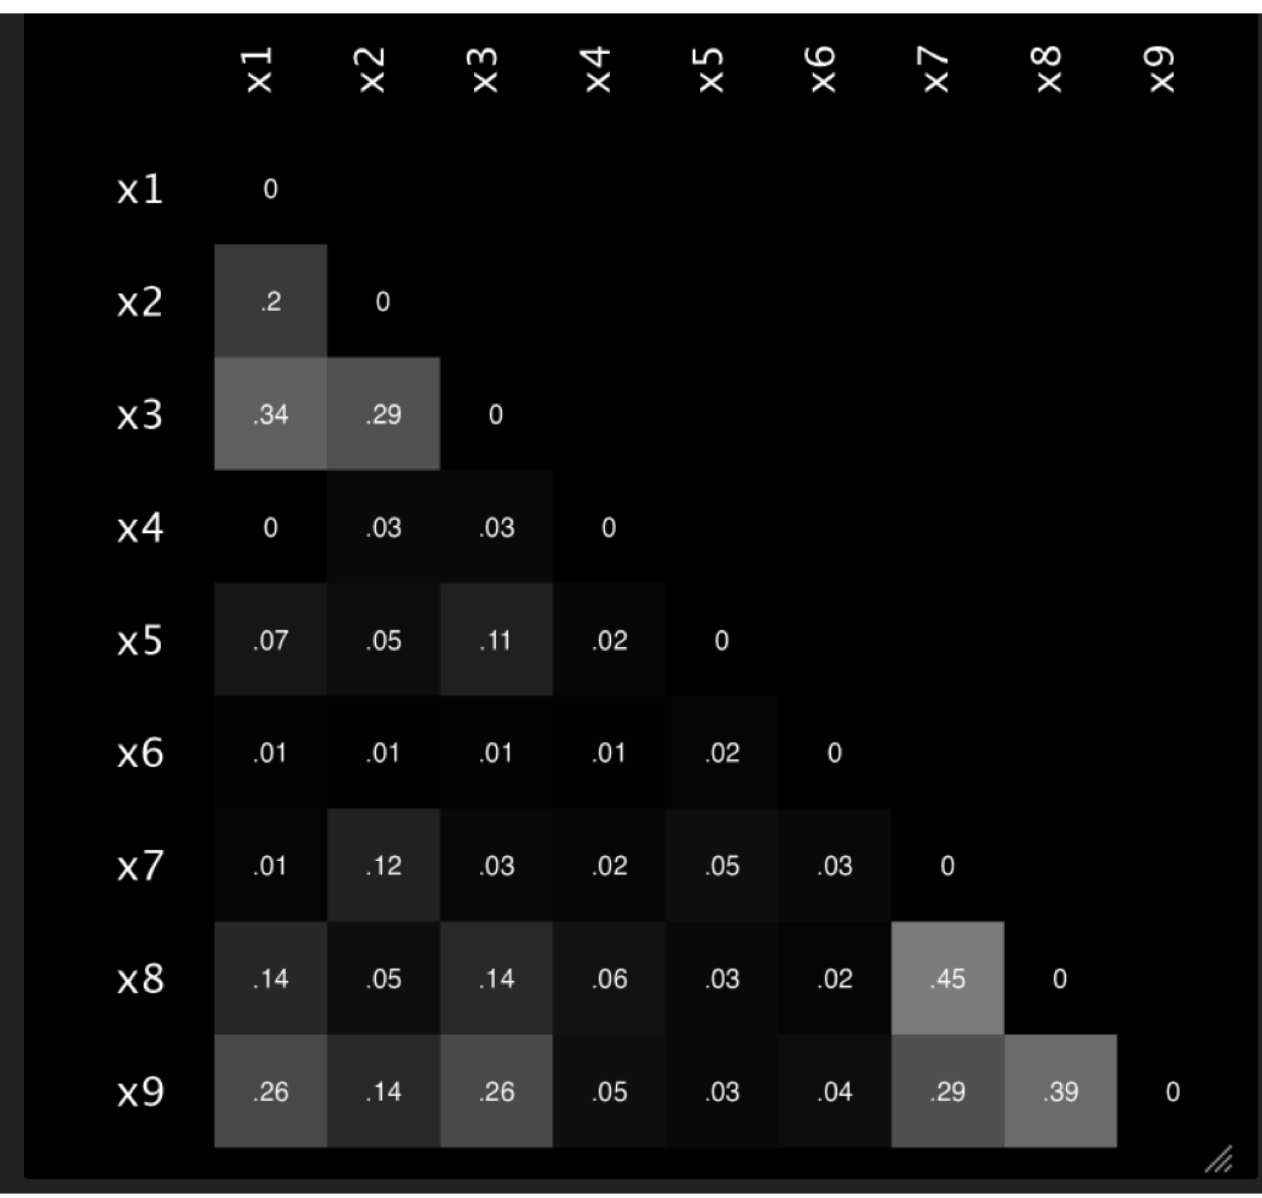 x1 x2 x3 x4 x5 x6 x7 x8 x9
x1 0
x2 .2 0
x3 .34 .29 0
x4 0 .03 .03 0
x5 .07 .05 .11 .02 0
x6 .01 .01 .01 .01 .02 0
x7 .01 .12 .03 .02 .05 .03 0
x8 .14 .05 .14 .06 .03 .02 .45 0
x9 .26 .14 .26 .05 .03 .04 .29 .39 0